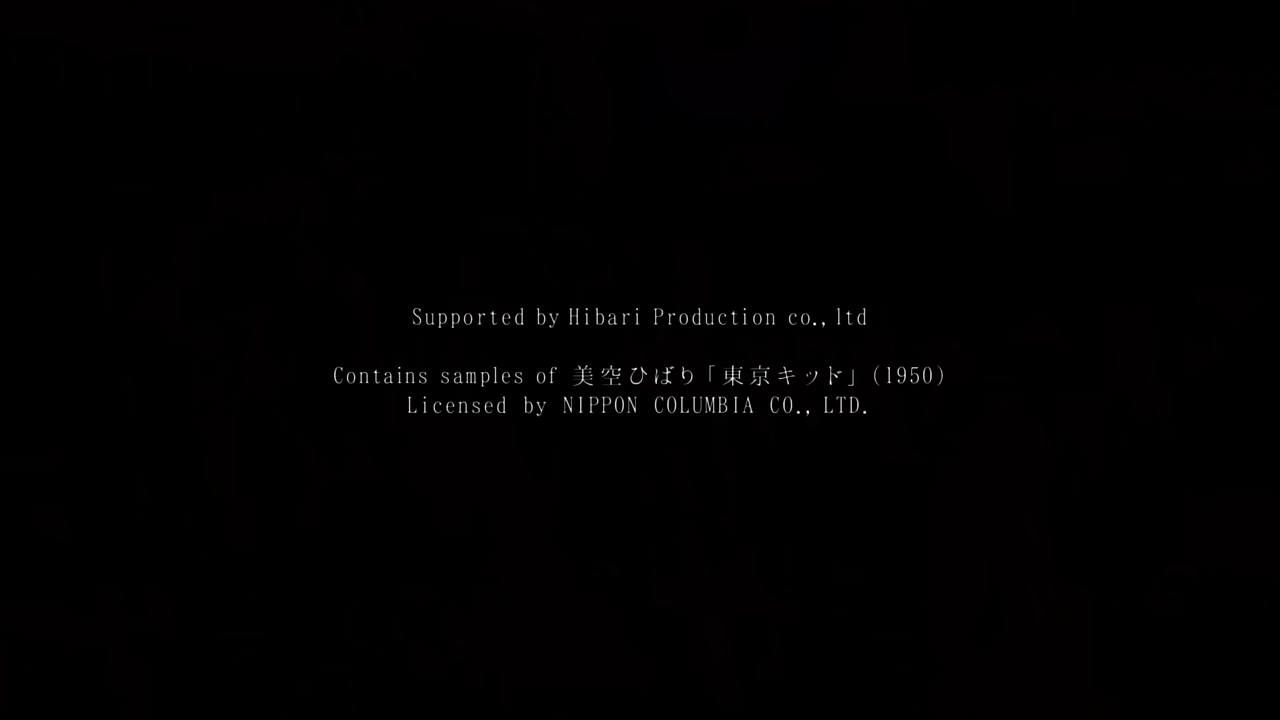 Supported by Hibari Production co.,ltd
Contains samples of 美空ひばり「東京キッド」(1950)
Licensed by NIPPON COLUMBIA CO.,LTD.